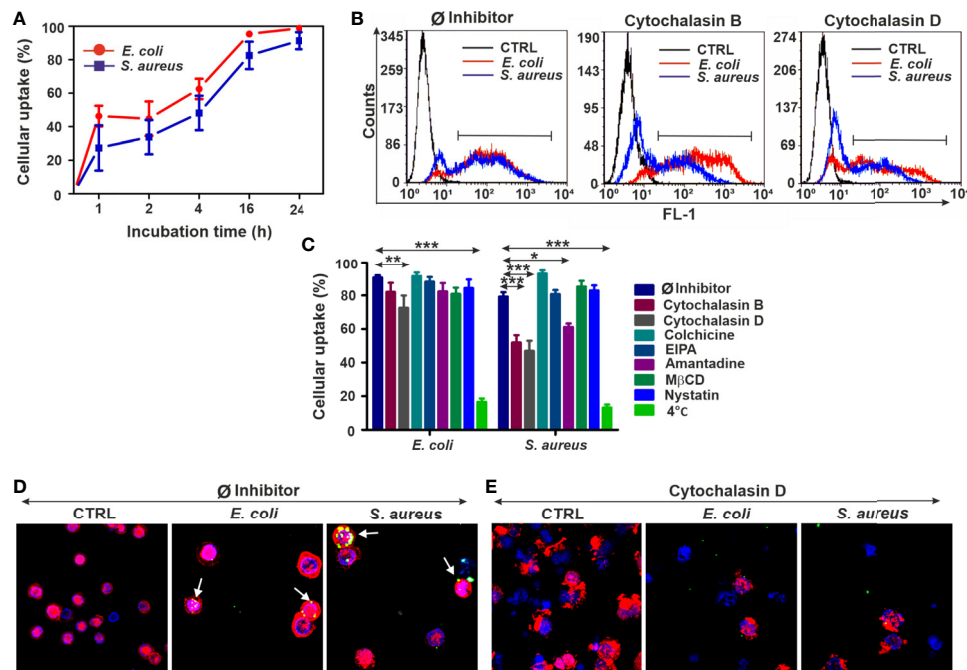 A
Cellular uptake (%)
100
80
60
40
20
0
E. coli
S. aureus
1 2 4 16 24
Incubation time (h)
B
Ø Inhibitor
Counts
345
259
173
86
0
CTRL
E. coli
S. aureus
10⁰ 10¹ 10² 10³ 10⁴
Cytochalasin B
190
143
95
48
0
CTRL
E. coli
S. aureus
10⁰ 10¹ 10² 10³ 10⁴
Cytochalasin D
274
206
137
69
0
CTRL
E. coli
S. aureus
10⁰ 10¹ 10² 10³ 10⁴
FL-1
C
Cellular uptake (%)
100
80
60
40
20
0
***
**
***
*
***
***
E. coli S. aureus
Ø Inhibitor
Cytochalasin B
Cytochalasin D
Colchicine
EIPA
Amantadine
MβCD
Nystatin
4°C
D
Ø Inhibitor
CTRL E. coli S. aureus
E
Cytochalasin D
CTRL E. coli S. aureus